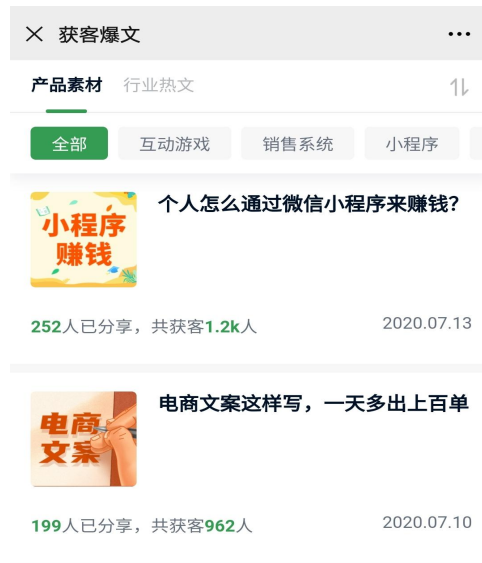 获客爆文
产品素材 行业热文
全部 互动游戏 销售系统 小程序
个人怎么通过微信小程序来赚钱？
小程序
赚钱
252人已分享，共获客1.2k人 2020.07.13
电商文案这样写，一天多出上百单
电商
文案
199人已分享，共获客962人 2020.07.10